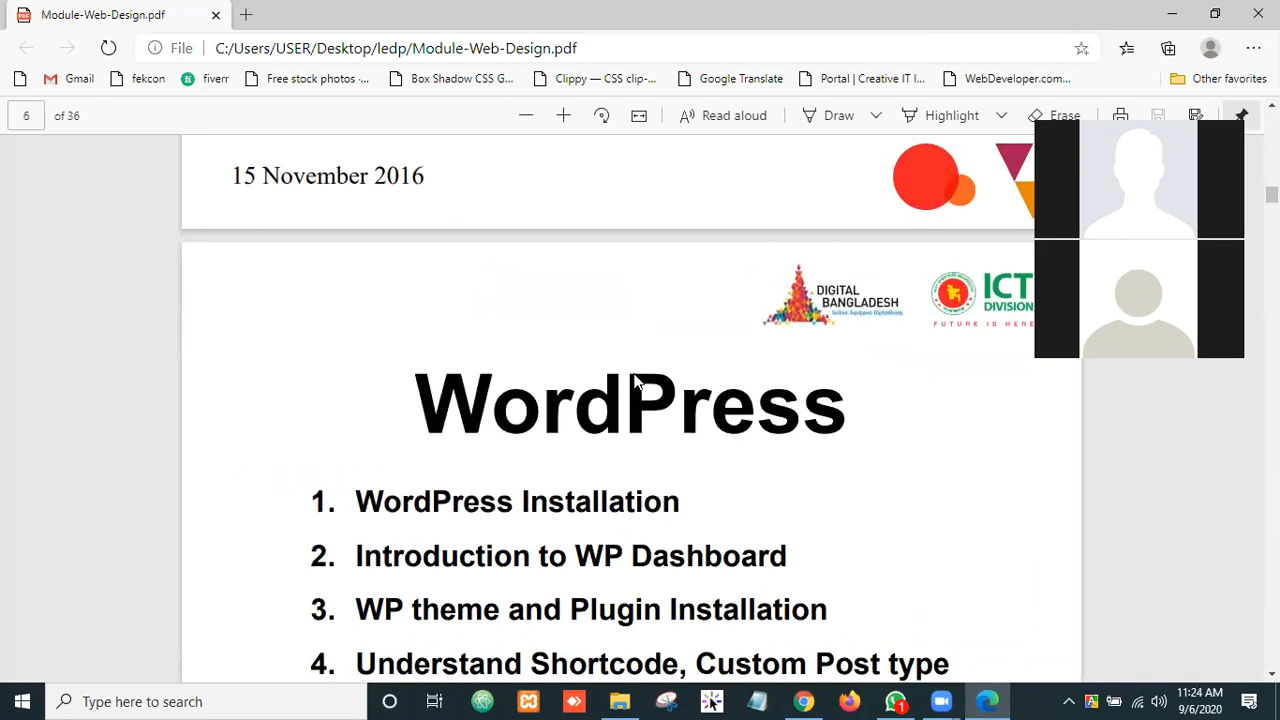 Module-Web-Design.pdf
File
C:/Users/USER/Desktop/ledp/Module-Web-Design.pdf
Gmail
fekcon
fiverr
Free stock photos ·...
Box Shadow CSS G...
Clippy — CSS clip-...
Google Translate
Portal | Creative IT I...
WebDeveloper.com...
Other favorites
6 of 36
Read aloud
Draw
Highlight
Erase
15 November 2016
DIGITAL
BANGLADESH
ICT
DIVISION
FUTURE IS HERE
WordPress
1. WordPress Installation
2. Introduction to WP Dashboard
3. WP theme and Plugin Installation
4. Understand Shortcode, Custom Post type
Type here to search
1
11:24 AM
9/6/2020